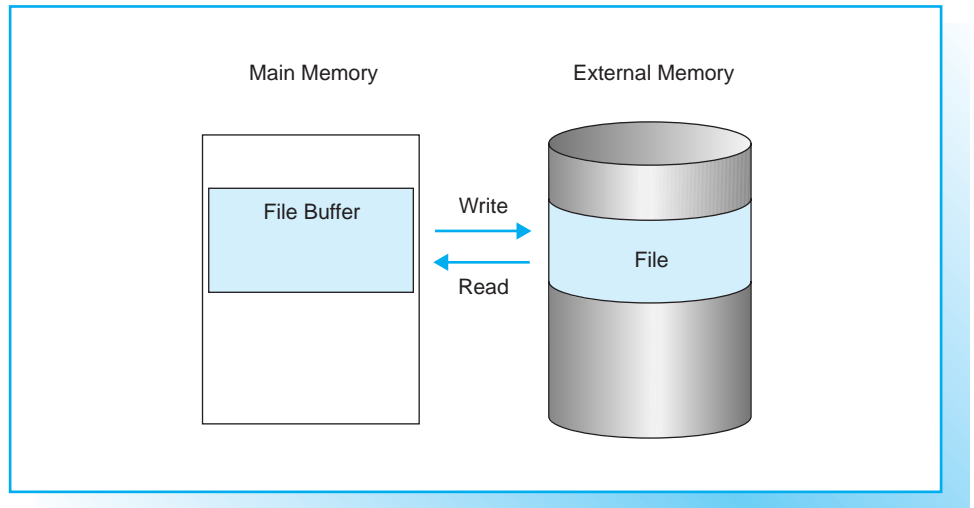 Main Memory
External Memory
File Buffer
Write
Read
File